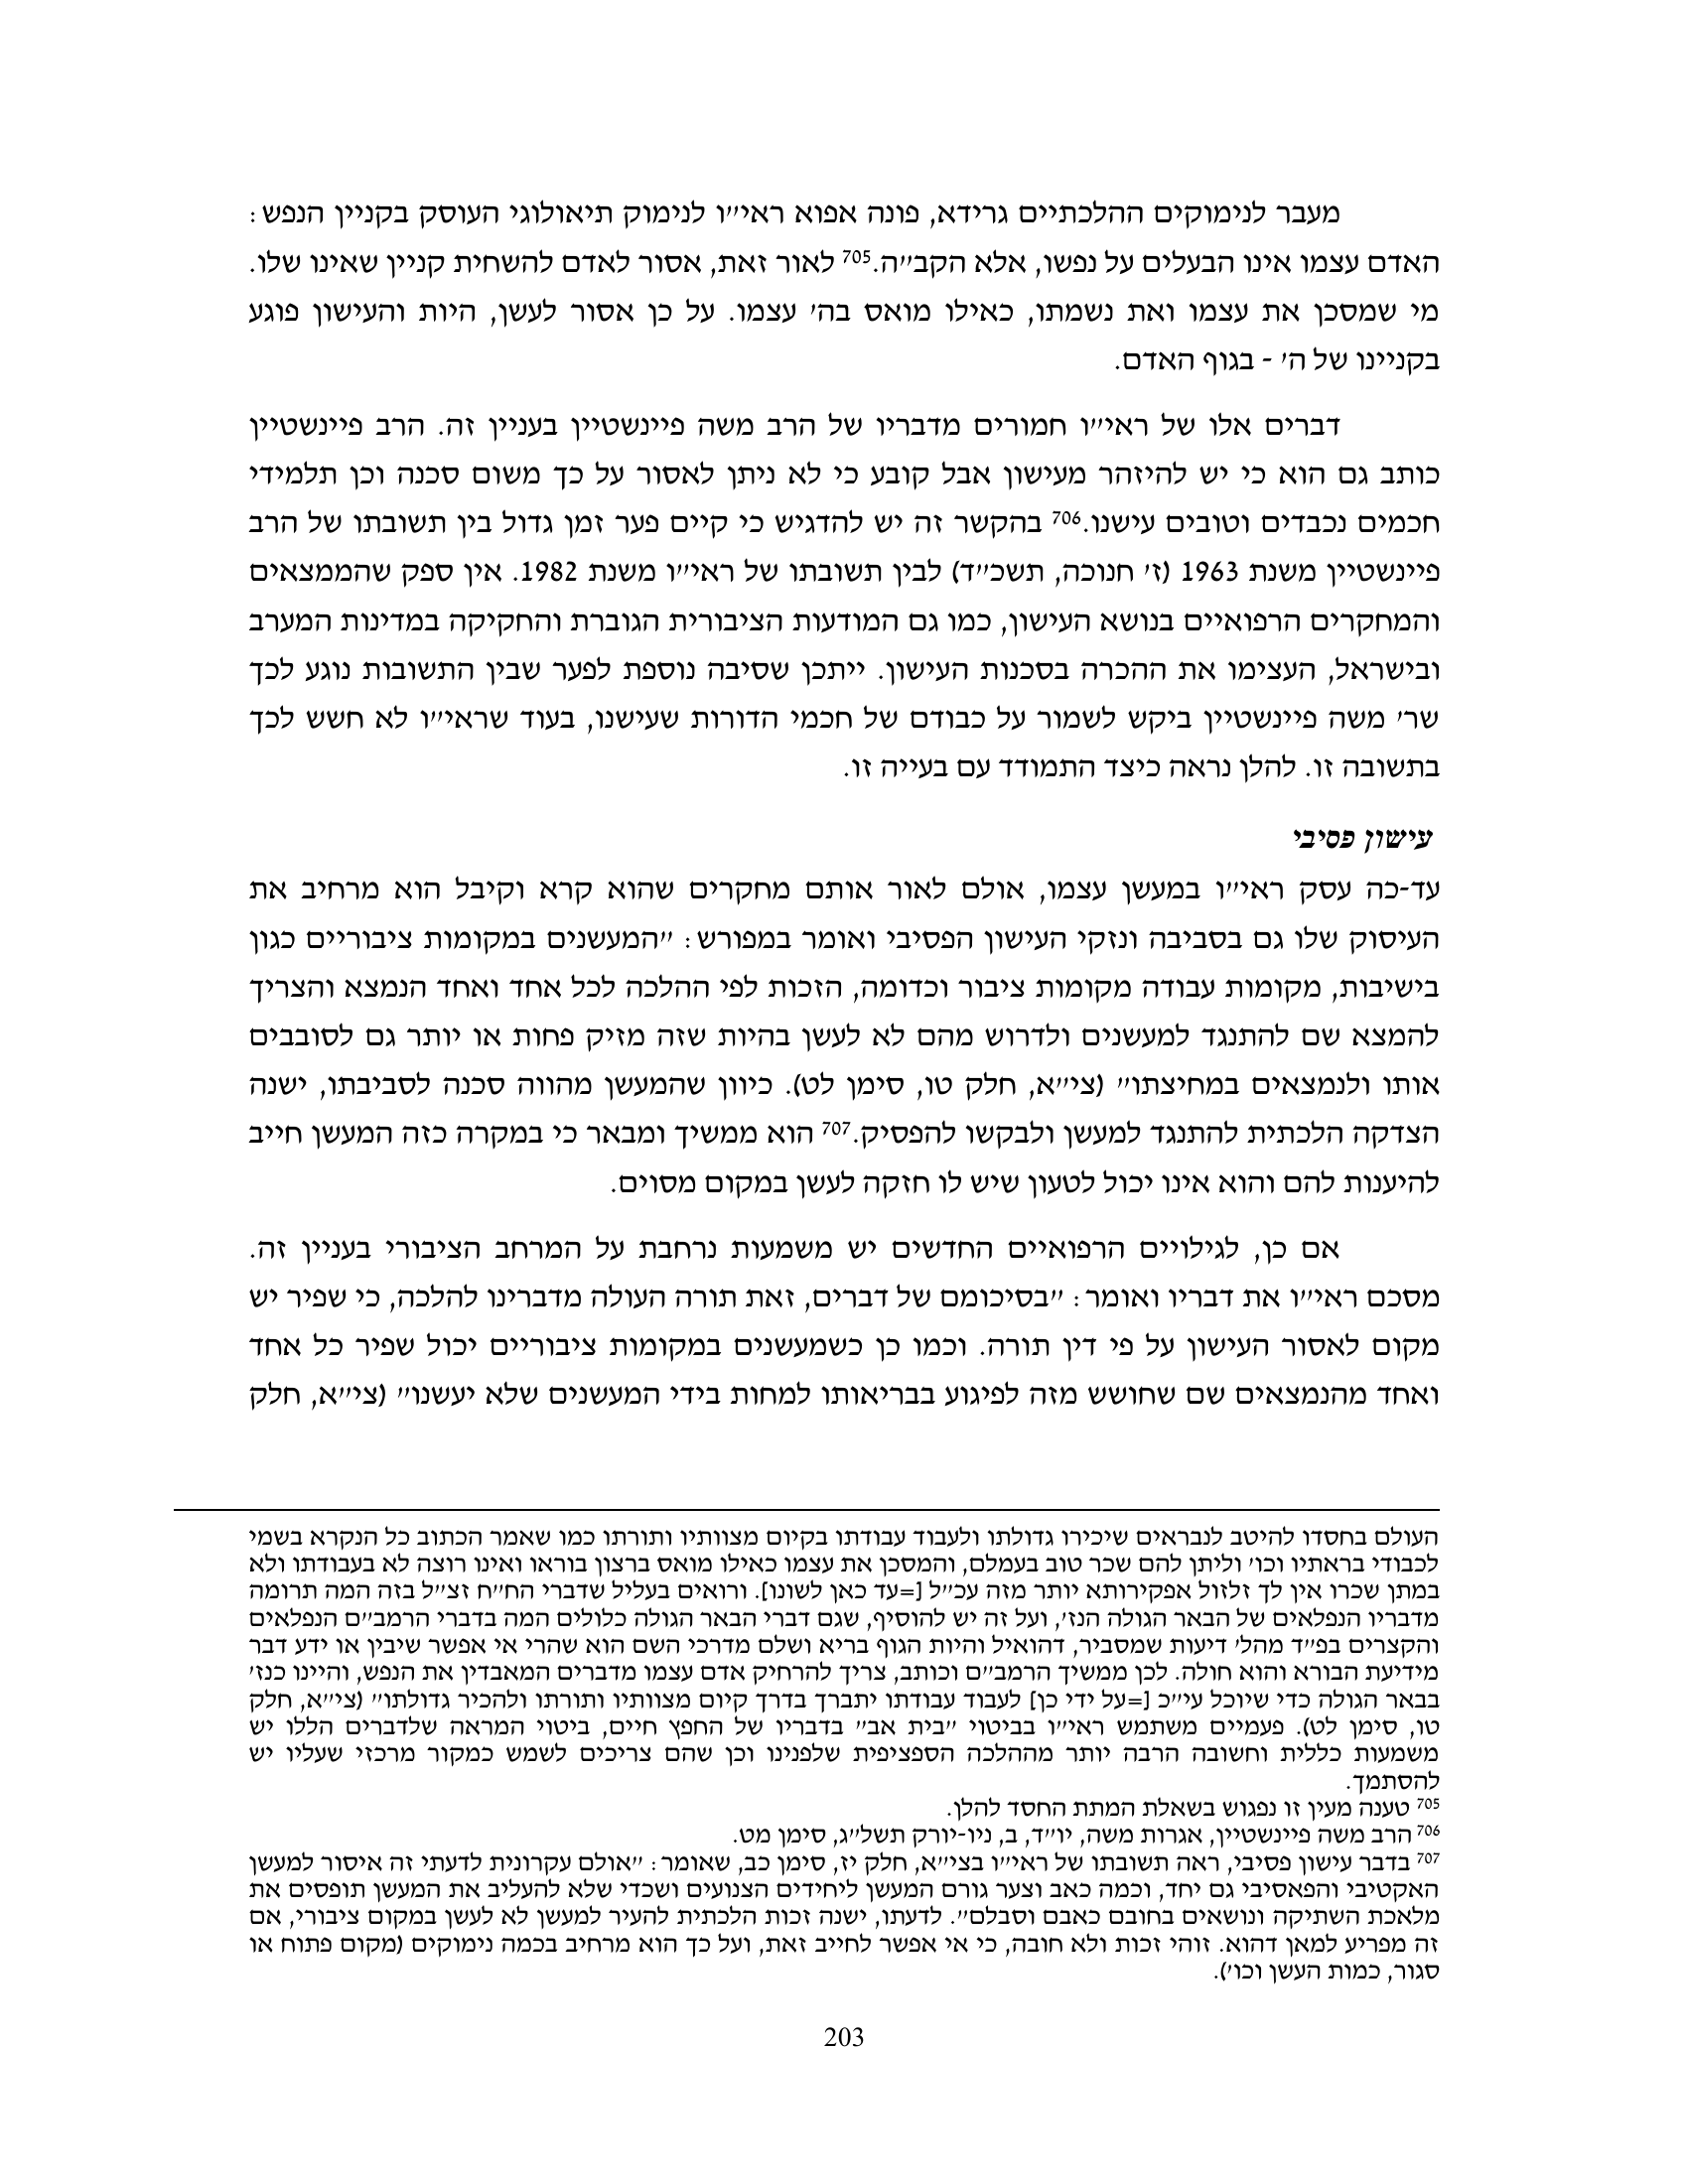 מעבר לנימוקים ההלכתיים גרידא, פונה אפוא ראי״ו לנימוק תיאולוגי העוסק בקניין הנפש:
האדם עצמו אינו הבעלים על נפשו, אלא הקב״ה.705 לאור זאת, אסור לאדם להשחית קניין שאינו שלו.
מי שמסכן את עצמו ואת נשמתו, כאילו מואס בה׳ עצמו. על כן אסור לעשן, היות והעישון פוגע
בקניינו של ה׳ - בגוף האדם.
דברים אלו של ראי״ו חמורים מדבריו של הרב משה פיינשטיין בעניין זה. הרב פיינשטיין
כותב גם הוא כי יש להיזהר מעישון אבל קובע כי לא ניתן לאסור על כך משום סכנה וכן תלמידי
חכמים נכבדים וטובים עישנו.706 בהקשר זה יש להדגיש כי קיים פער זמן גדול בין תשובתו של הרב
פיינשטיין משנת 1963 (ז׳ חנוכה, תשכ״ד) לבין תשובתו של ראי״ו משנת 1982. אין ספק שהממצאים
והמחקרים הרפואיים בנושא העישון, כמו גם המודעות הציבורית הגוברת והחקיקה במדינות המערב
ובישראל, העצימו את ההכרה בסכנות העישון. ייתכן שסיבה נוספת לפער שבין התשובות נוגע לכך
שר׳ משה פיינשטיין ביקש לשמור על כבודם של חכמי הדורות שעישנו, בעוד שראי״ו לא חשש לכך
בתשובה זו. להלן נראה כיצד התמודד עם בעייה זו.
עישון פסיבי
עד-כה עסק ראי״ו במעשן עצמו, אולם לאור אותם מחקרים שהוא קרא וקיבל הוא מרחיב את
העיסוק שלו גם בסביבה ונזקי העישון הפסיבי ואומר במפורש: ״המעשנים במקומות ציבוריים כגון
בישיבות, מקומות עבודה מקומות ציבור וכדומה, הזכות לפי ההלכה לכל אחד ואחד הנמצא והצריך
להמצא שם להתנגד למעשנים ולדרוש מהם לא לעשן בהיות שזה מזיק פחות או יותר גם לסובבים
אותו ולנמצאים במחיצתו״ (צי״א, חלק טו, סימן לט). כיוון שהמעשן מהווה סכנה לסביבתו, ישנה
הצדקה הלכתית להתנגד למעשן ולבקשו להפסיק.707 הוא ממשיך ומבאר כי במקרה כזה המעשן חייב
להיענות להם והוא אינו יכול לטעון שיש לו חזקה לעשן במקום מסוים.
אם כן, לגילויים הרפואיים החדשים יש משמעות נרחבת על המרחב הציבורי בעניין זה.
מסכם ראי״ו את דבריו ואומר: ״בסיכומם של דברים, זאת תורה העולה מדברינו להלכה, כי שפיר יש
מקום לאסור העישון על פי דין תורה. וכמו כן כשמעשנים במקומות ציבוריים יכול שפיר כל אחד
ואחד מהנמצאים שם שחושש מזה לפיגוע בבריאותו למחות בידי המעשנים שלא יעשנו״ (צי״א, חלק
העולם בחסדו להיטב לנבראים שיכירו גדולתו ולעבוד עבודתו בקיום מצוותיו ותורתו כמו שאמר הכתוב כל הנקרא בשמי
לכבודי בראתיו וכו׳ וליתן להם שכר טוב בעמלם, והמסכן את עצמו כאילו מואס ברצון בוראו ואינו רוצה לא בעבודתו ולא
במתן שכרו אין לך זלזול אפקירותא יותר מזה עכ״ל [=עד כאן לשונו]. ורואים בעליל שדברי הח״ח זצ״ל בזה המה תרומה
מדבריו הנפלאים של הבאר הגולה הנז׳, ועל זה יש להוסיף, שגם דברי הבאר הגולה כלולים המה בדברי הרמב״ם הנפלאים
והקצרים בפ״ד מהל׳ דיעות שמסביר, דהואיל והיות הגוף בריא ושלם מדרכי השם הוא שהרי אי אפשר שיבין או ידע דבר
מידיעת הבורא והוא חולה. לכן ממשיך הרמב״ם וכותב, צריך להרחיק אדם עצמו מדברים המאבדין את הנפש, והיינו כנז׳
בבאר הגולה כדי שיוכל עי״כ [=על ידי כן] לעבוד עבודתו יתברך בדרך קיום מצוותיו ותורתו ולהכיר גדולתו״ (צי״א, חלק
טו, סימן לט). פעמיים משתמש ראי״ו בביטוי ״בית אב״ בדבריו של החפץ חיים, ביטוי המראה שלדברים הללו יש
משמעות כללית וחשובה הרבה יותר מההלכה הספציפית שלפנינו וכן שהם צריכים לשמש כמקור מרכזי שעליו יש
להסתמך.
705 טענה מעין זו נפגוש בשאלת המתת החסד להלן.
706 הרב משה פיינשטיין, אגרות משה, יו״ד, ב, ניו-יורק תשל״ג, סימן מט.
707 בדבר עישון פסיבי, ראה תשובתו של ראי״ו בצי״א, חלק יז, סימן כב, שאומר: ״אולם עקרונית לדעתי זה איסור למעשן
האקטיבי והפאסיבי גם יחד, וכמה כאב וצער גורם המעשן ליחידים הצנועים ושכדי שלא להעליב את המעשן תופסים את
מלאכת השתיקה ונושאים בחובם כאבם וסבלם״. לדעתו, ישנה זכות הלכתית להעיר למעשן לא לעשן במקום ציבורי, אם
זה מפריע למאן דהוא. זוהי זכות ולא חובה, כי אי אפשר לחייב זאת, ועל כך הוא מרחיב בכמה נימוקים (מקום פתוח או
סגור, כמות העשן וכו׳).
203